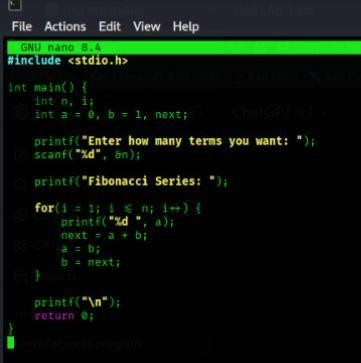 File Actions Edit View Help
GNU nano 8.4
#include <stdio.h>
int main() {
    int n, i;
    int a = 0, b = 1, next;
    printf("Enter how many terms you want: ");
    scanf("%d", &n);
    printf("Fibonacci Series: ");
    for(i = 1; i ≤ n; i++) {
        printf("%d ", a);
        next = a + b;
        a = b;
        b = next;
    }
    printf("\n");
    return 0;
}